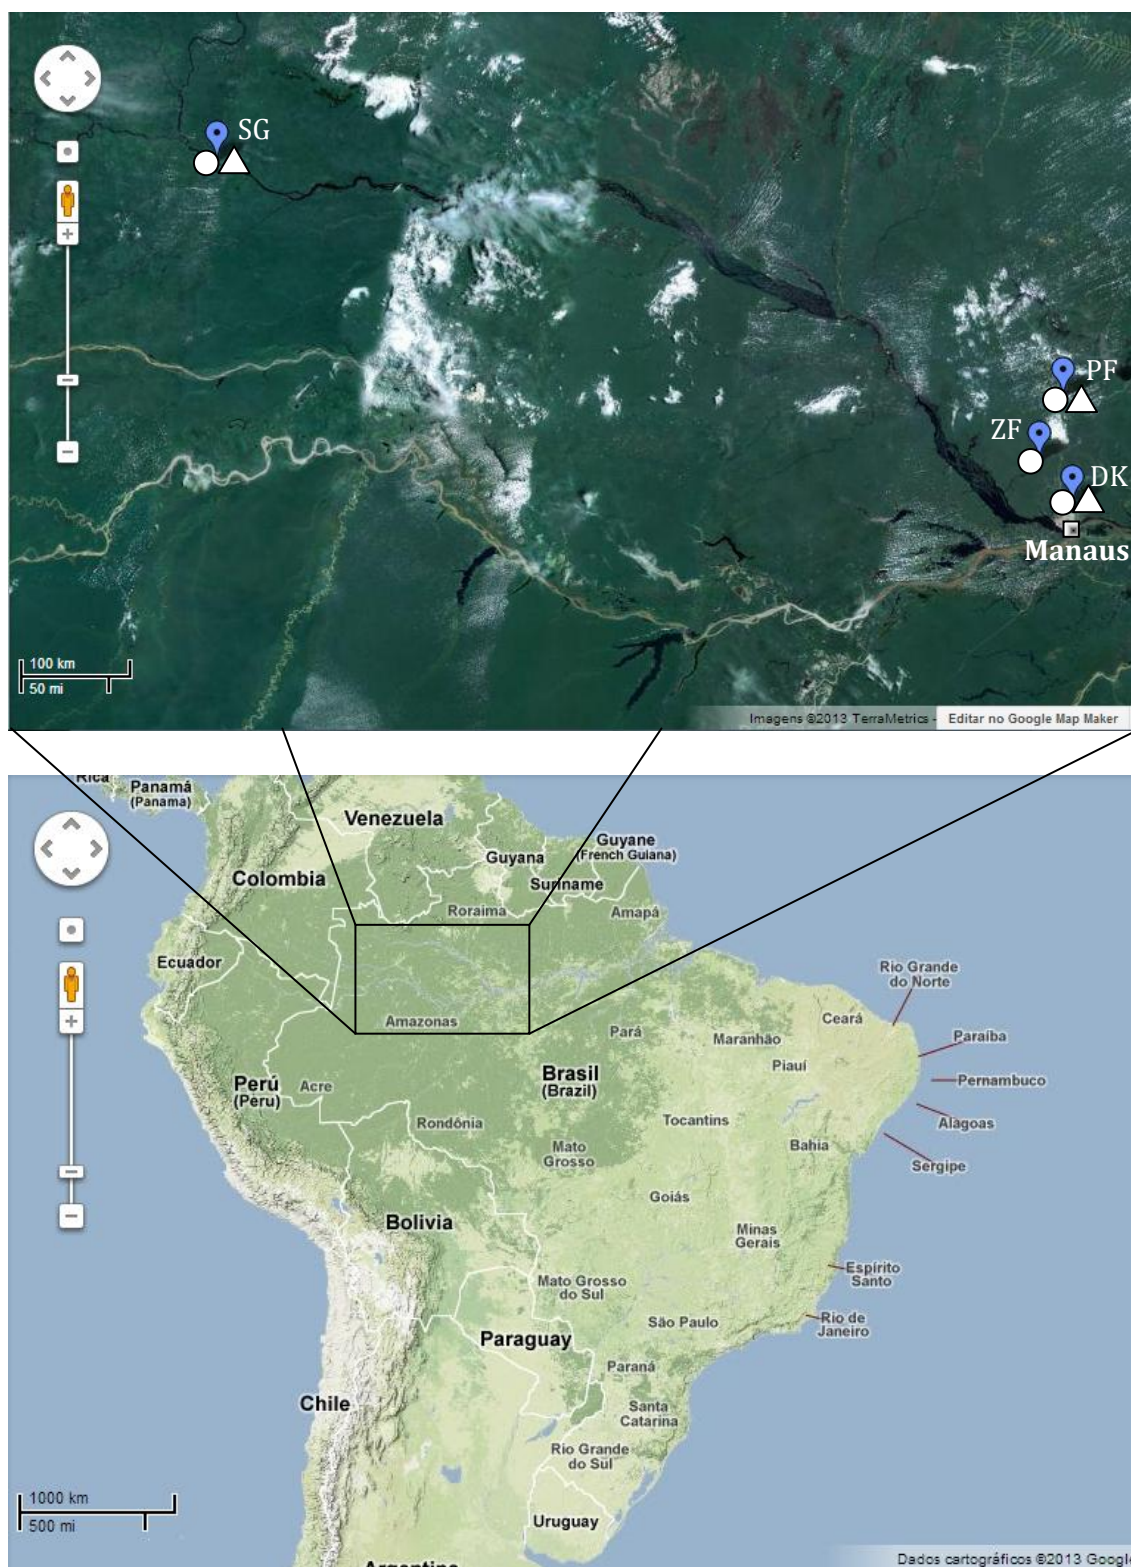 SG
PF
ZF
DK
Manaus
100 km
50 mi
Imagens ©2013 TerraMetrics -
Editar no Google Map Maker
Rica
Panamá
(Panama)
Venezuela
Guyana
Guyane
(French Guiana)
Suriname
Colombia
Roraima
Amapá
Ecuador
Rio Grande
do Norte
Amazonas
Pará
Maranhão
Ceará
Piauí
Paraíba
Perú
(Peru)
Acre
Brasil
(Brazil)
Pernambuco
Rondônia
Tocantins
Alagoas
Mato
Grosso
Bahia
Sergipe
Goiás
Bolivia
Minas
Gerais
Mato Grosso
do Sul
Espírito
Santo
São Paulo
Rio de
Janeiro
Paraguay
Paraná
Chile
Santa
Catarina
Rio Grande
do Sul
1000 km
500 mi
Uruguay
Argentina
Dados cartográficos ©2013 Google